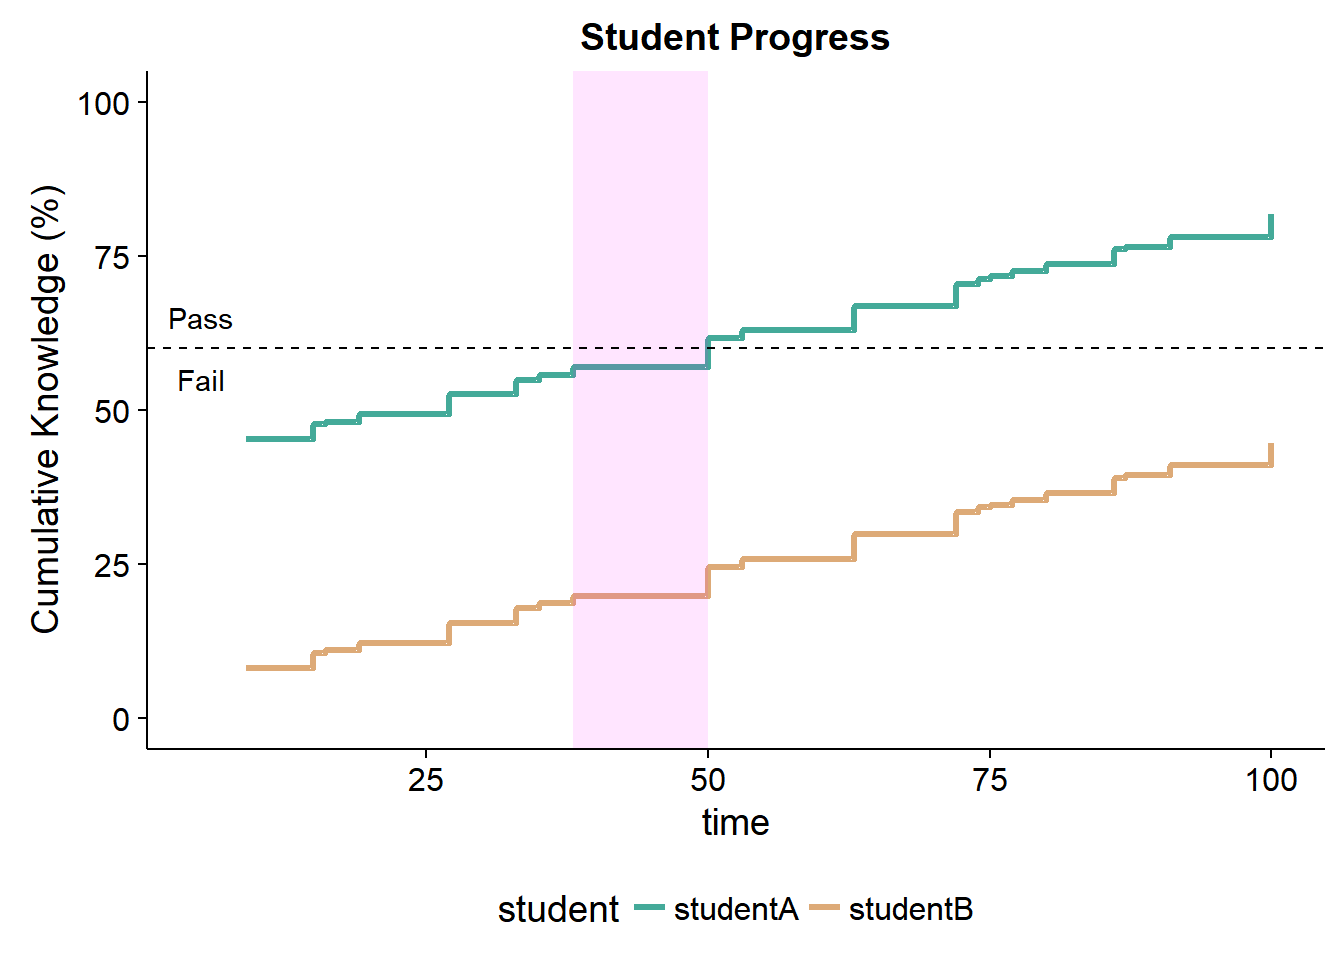 Student Progress
Cumulative Knowledge (%)
100
75
50
25
0
Pass
Fail
25 50 75 100
time
student studentA studentB